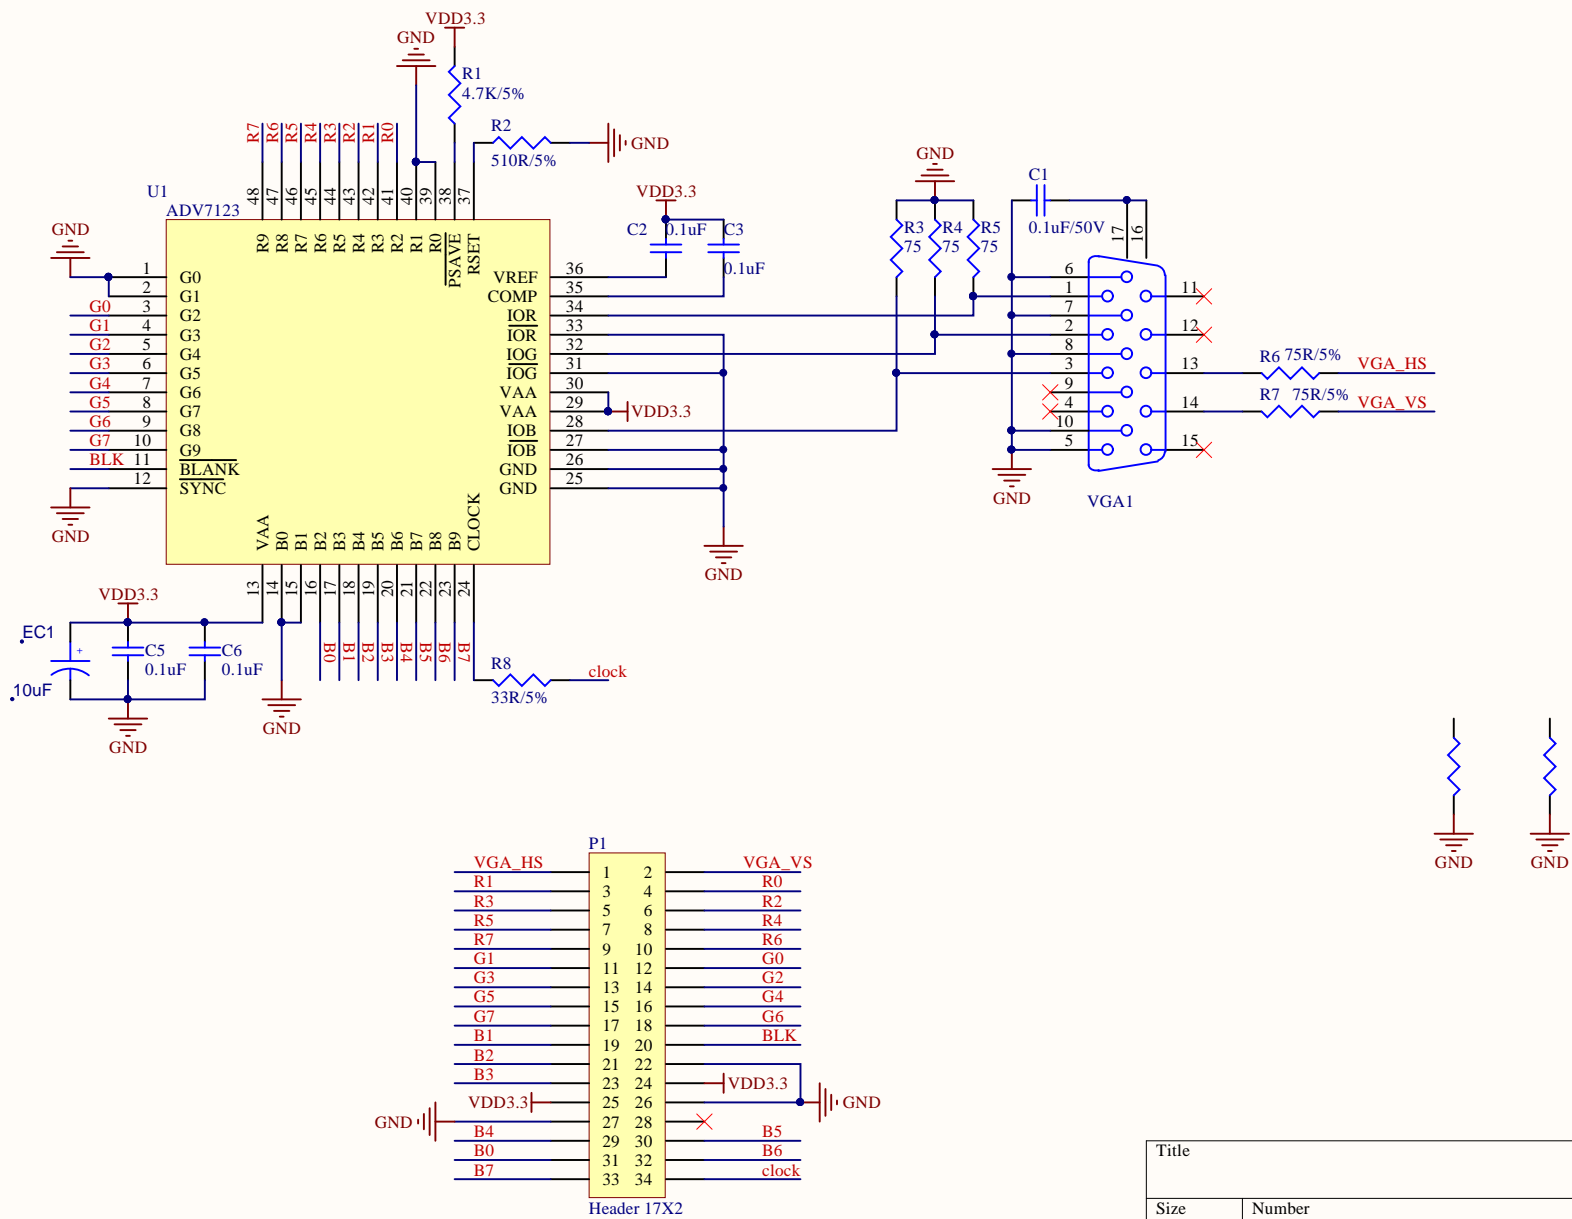 VDD3.3
GND
R1
4.7K/5%
R7 R6 R5 R4 R3 R2 R1 R0
R2
510R/5%
GND
48 47 46 45 44 43 42 41 40 39 38 37
U1
ADV7123
R9 R8 R7 R6 R5 R4 R3 R2 R1 R0 PSAVE RSET
GND
1 G0
2 G1
G0 3 G2
G1 4 G3
G2 5 G4
G3 6 G5
G4 7 G6
G5 8 G7
G6 9 G8
G7 10 G9
BLK 11 BLANK
12 SYNC
GND
VREF 36
COMP 35
IOR 34
IOR 33
IOG 32
IOG 31
VAA 30
VAA 29
VDD3.3
IOB 28
IOB 27
GND 26
GND 25
GND
VDD3.3
C2 0.1uF C3
0.1uF
VAA B0 B1 B2 B3 B4 B5 B6 B7 B8 B9 CLOCK
13 14 15 16 17 18 19 20 21 22 23 24
B0 B1 B2 B3 B4 B5 B6 B7
R8
33R/5%
clock
VDD3.3
EC1
10uF
C5
0.1uF
C6
0.1uF
GND
GND
GND
R3
75
R4
75
R5
75
C1
0.1uF/50V
17 16
6
1 11
7
2 12
8
3 13
9
4 14
10
5 15
GND
VGA1
R6 75R/5% VGA_HS
R7 75R/5% VGA_VS
GND
GND
P1
VGA_HS 1 2 VGA_VS
R1 3 4 R0
R3 5 6 R2
R5 7 8 R4
R7 9 10 R6
G1 11 12 G0
G3 13 14 G2
G5 15 16 G4
G7 17 18 G6
B1 19 20 BLK
B2 21 22
B3 23 24 VDD3.3
VDD3.3 25 26 GND
GND 27 28
B4 29 30 B5
B0 31 32 B6
B7 33 34 clock
Header 17X2
Title
Size Number